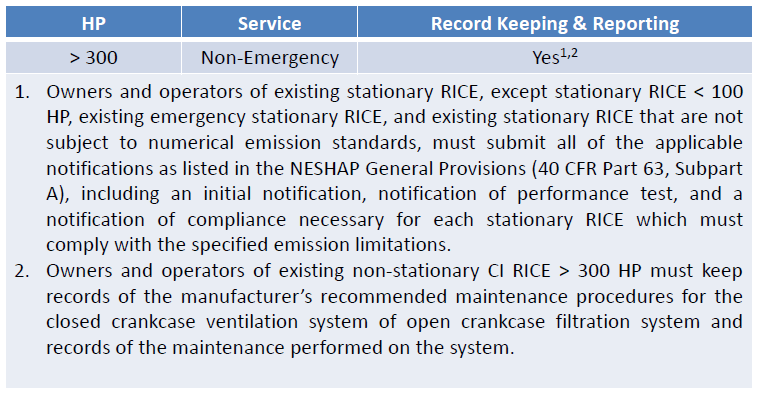 HP Service Record Keeping & Reporting
> 300 Non-Emergency Yes1,2
1. Owners and operators of existing stationary RICE, except stationary RICE < 100
HP, existing emergency stationary RICE, and existing stationary RICE that are not
subject to numerical emission standards, must submit all of the applicable
notifications as listed in the NESHAP General Provisions (40 CFR Part 63, Subpart
A), including an initial notification, notification of performance test, and a
notification of compliance necessary for each stationary RICE which must
comply with the specified emission limitations.
2. Owners and operators of existing non-stationary CI RICE > 300 HP must keep
records of the manufacturer’s recommended maintenance procedures for the
closed crankcase ventilation system of open crankcase filtration system and
records of the maintenance performed on the system.